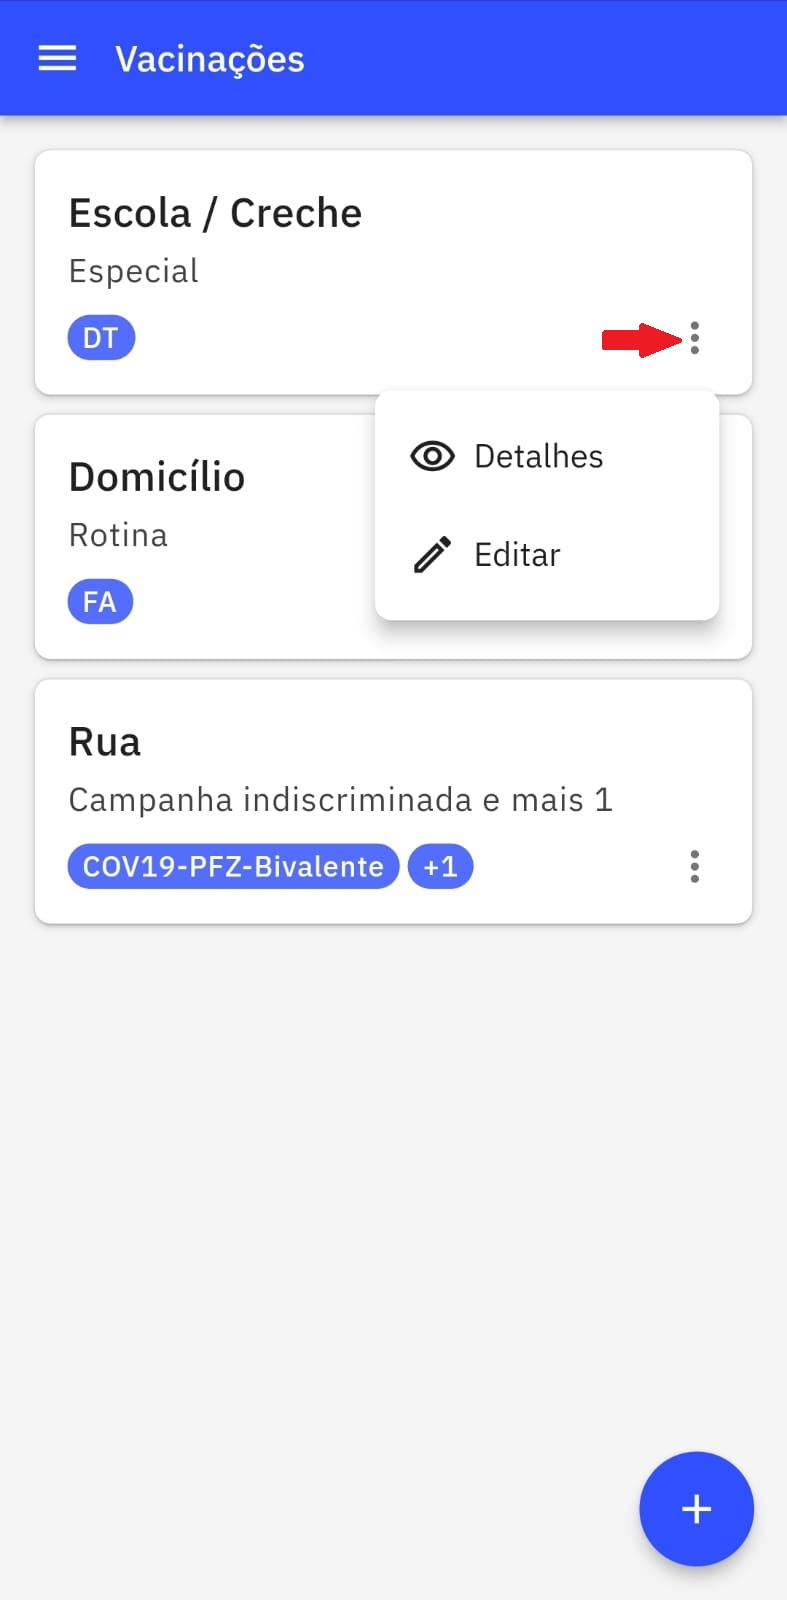 Vacinações
Escola / Creche
Especial
DT
Detalhes
Editar
Domicílio
Rotina
FA
Rua
Campanha indiscriminada e mais 1
COV19-PFZ-Bivalente +1